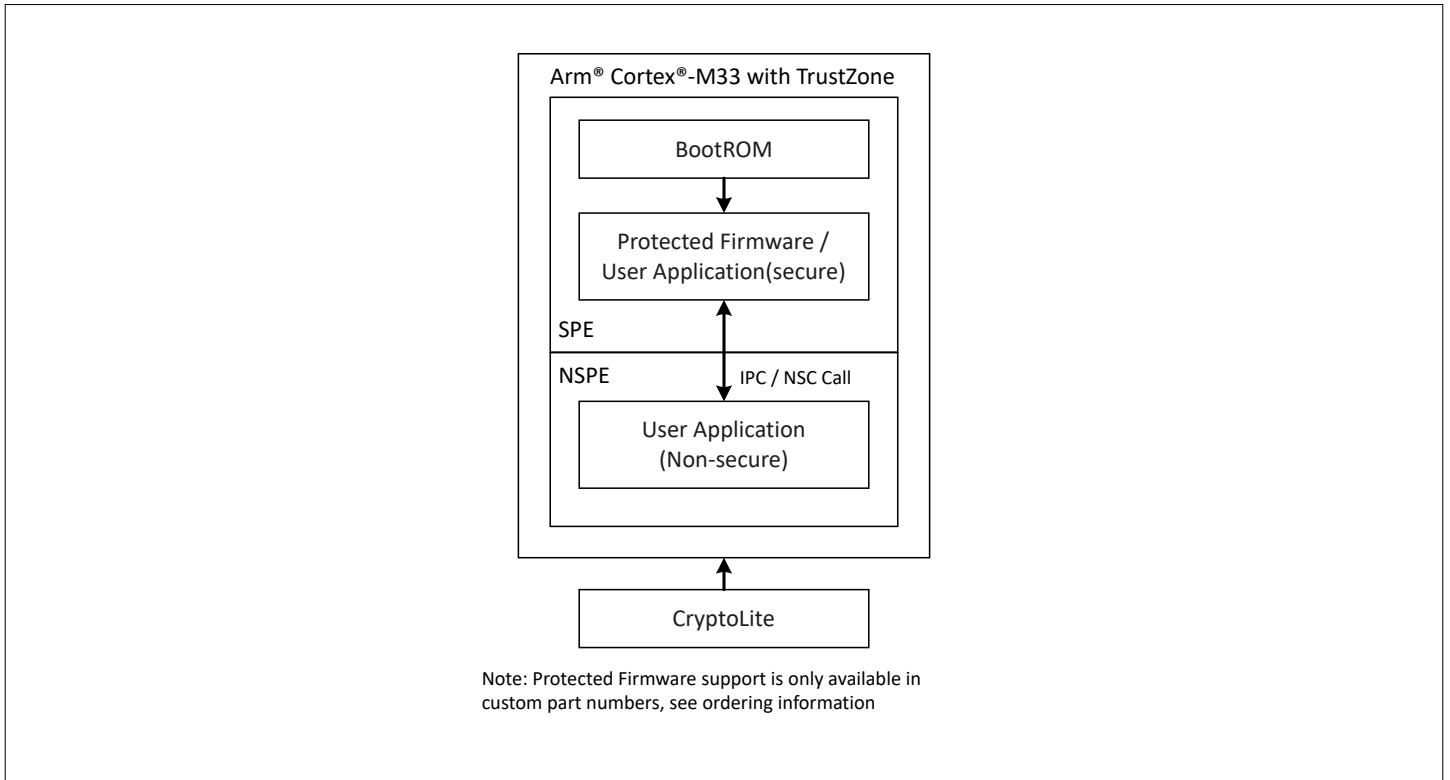 Arm® Cortex®-M33 with TrustZone
BootROM
Protected Firmware /
User Application(secure)
SPE
NSPE
IPC / NSC Call
User Application
(Non-secure)
CryptoLite
Note: Protected Firmware support is only available in
custom part numbers, see ordering information